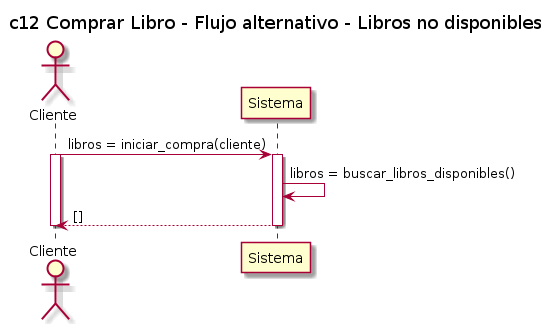 c12 Comprar Libro - Flujo alternativo - Libros no disponibles
Cliente
Sistema
libros = iniciar_compra(cliente)
libros = buscar_libros_disponibles()
[]
Cliente
Sistema